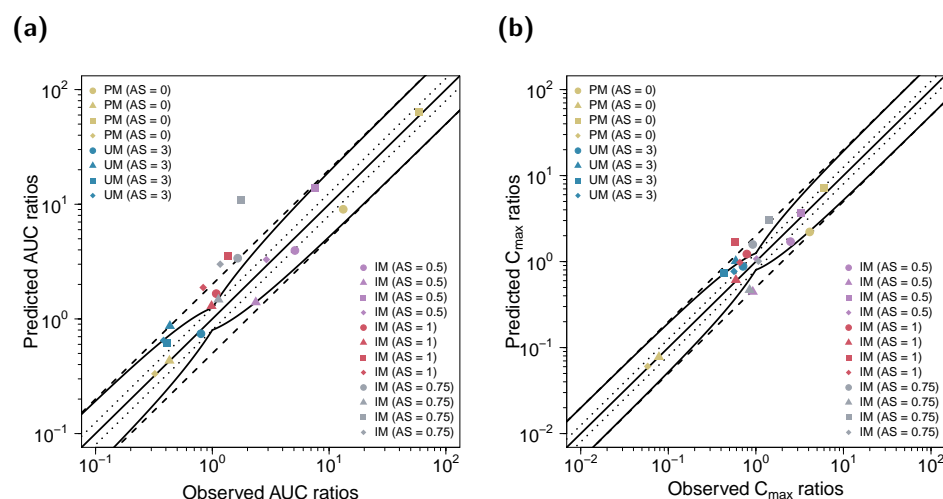 (a)
Predicted AUC ratios
10²
10¹
10⁰
10⁻¹
PM (AS = 0)
PM (AS = 0)
PM (AS = 0)
PM (AS = 0)
UM (AS = 3)
UM (AS = 3)
UM (AS = 3)
UM (AS = 3)
IM (AS = 0.5)
IM (AS = 0.5)
IM (AS = 0.5)
IM (AS = 0.5)
IM (AS = 1)
IM (AS = 1)
IM (AS = 1)
IM (AS = 1)
IM (AS = 0.75)
IM (AS = 0.75)
IM (AS = 0.75)
IM (AS = 0.75)
10⁻¹ 10⁰ 10¹ 10²
Observed AUC ratios
(b)
Predicted Cmax ratios
10²
10¹
10⁰
10⁻¹
10⁻²
PM (AS = 0)
PM (AS = 0)
PM (AS = 0)
PM (AS = 0)
UM (AS = 3)
UM (AS = 3)
UM (AS = 3)
UM (AS = 3)
IM (AS = 0.5)
IM (AS = 0.5)
IM (AS = 0.5)
IM (AS = 0.5)
IM (AS = 1)
IM (AS = 1)
IM (AS = 1)
IM (AS = 1)
IM (AS = 0.75)
IM (AS = 0.75)
IM (AS = 0.75)
IM (AS = 0.75)
10⁻² 10⁻¹ 10⁰ 10¹ 10²
Observed Cmax ratios